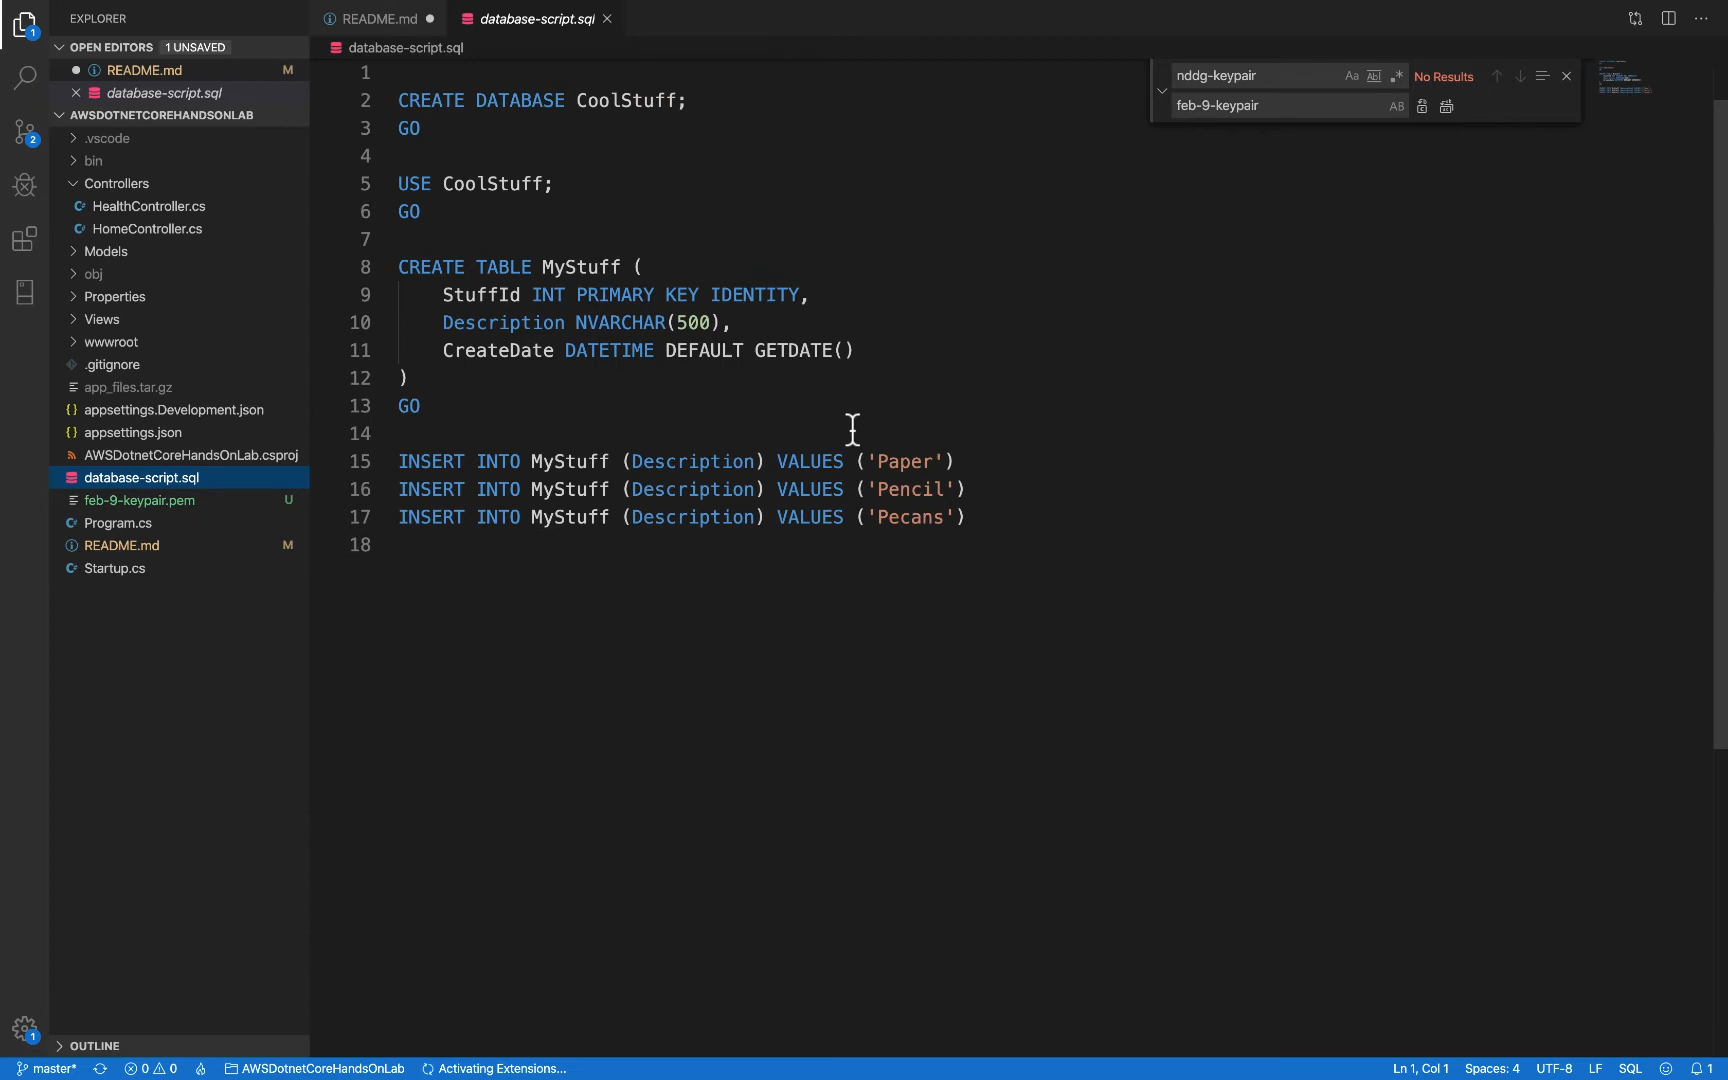 EXPLORER
OPEN EDITORS 1 UNSAVED
README.md M
database-script.sql
AWSDOTNETCOREHANDSONLAB
.vscode
bin
Controllers
HealthController.cs
HomeController.cs
Models
obj
Properties
Views
wwwroot
.gitignore
app_files.tar.gz
appsettings.Development.json
appsettings.json
AWSDotnetCoreHandsOnLab.csproj
database-script.sql
feb-9-keypair.pem U
Program.cs
README.md M
Startup.cs
OUTLINE
1
2
1
README.md
database-script.sql
database-script.sql
nddg-keypair Aa Abl .* No Results
feb-9-keypair AB
1
2 CREATE DATABASE CoolStuff;
3 GO
4
5 USE CoolStuff;
6 GO
7
8 CREATE TABLE MyStuff (
9 StuffId INT PRIMARY KEY IDENTITY,
10 Description NVARCHAR(500),
11 CreateDate DATETIME DEFAULT GETDATE()
12 )
13 GO
14
15 INSERT INTO MyStuff (Description) VALUES ('Paper')
16 INSERT INTO MyStuff (Description) VALUES ('Pencil')
17 INSERT INTO MyStuff (Description) VALUES ('Pecans')
18
master* 0 0 AWSDotnetCoreHandsOnLab Activating Extensions... Ln 1, Col 1 Spaces: 4 UTF-8 LF SQL 1